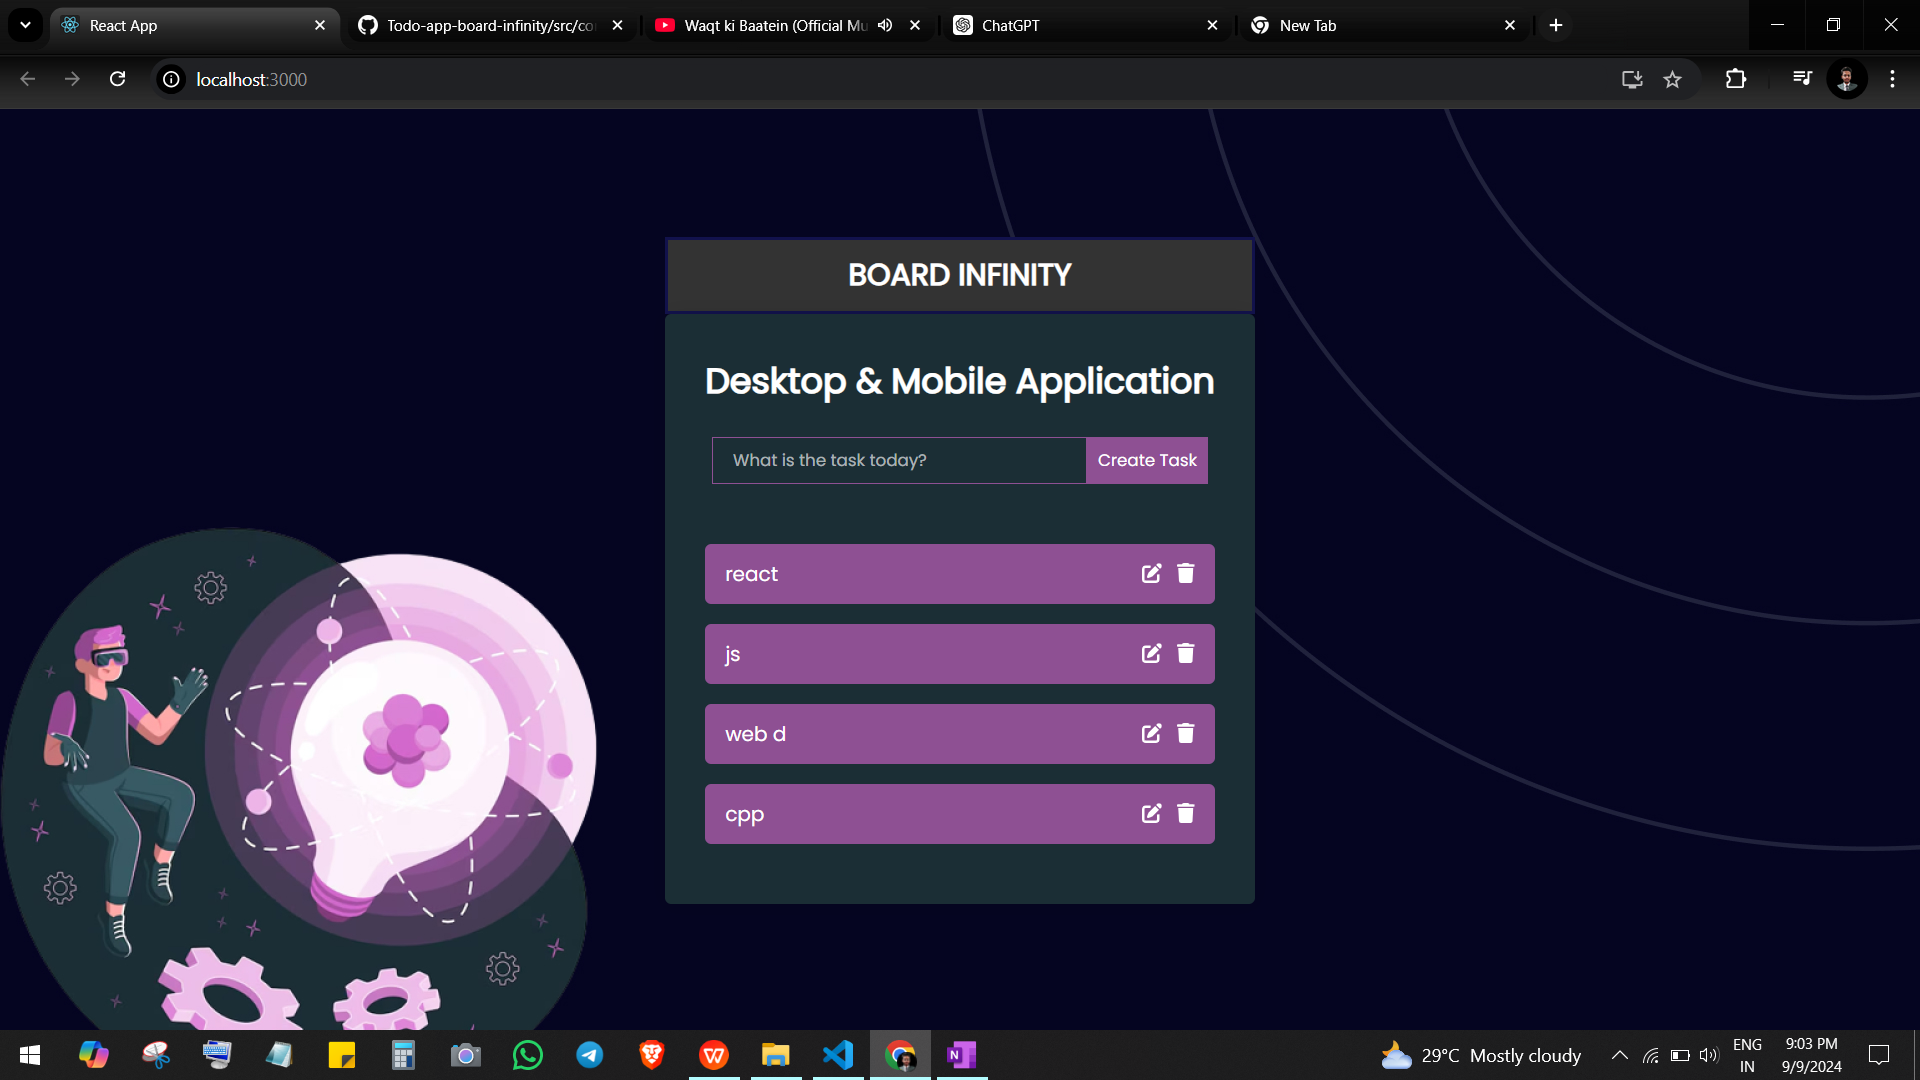 React App
Todo-app-board-infinity/src/co
Waqt ki Baatein (Official Mu
ChatGPT
New Tab
localhost:3000
BOARD INFINITY
Desktop & Mobile Application
What is the task today?
Create Task
react
js
web d
cpp
29°C Mostly cloudy
ENG
IN
9:03 PM
9/9/2024